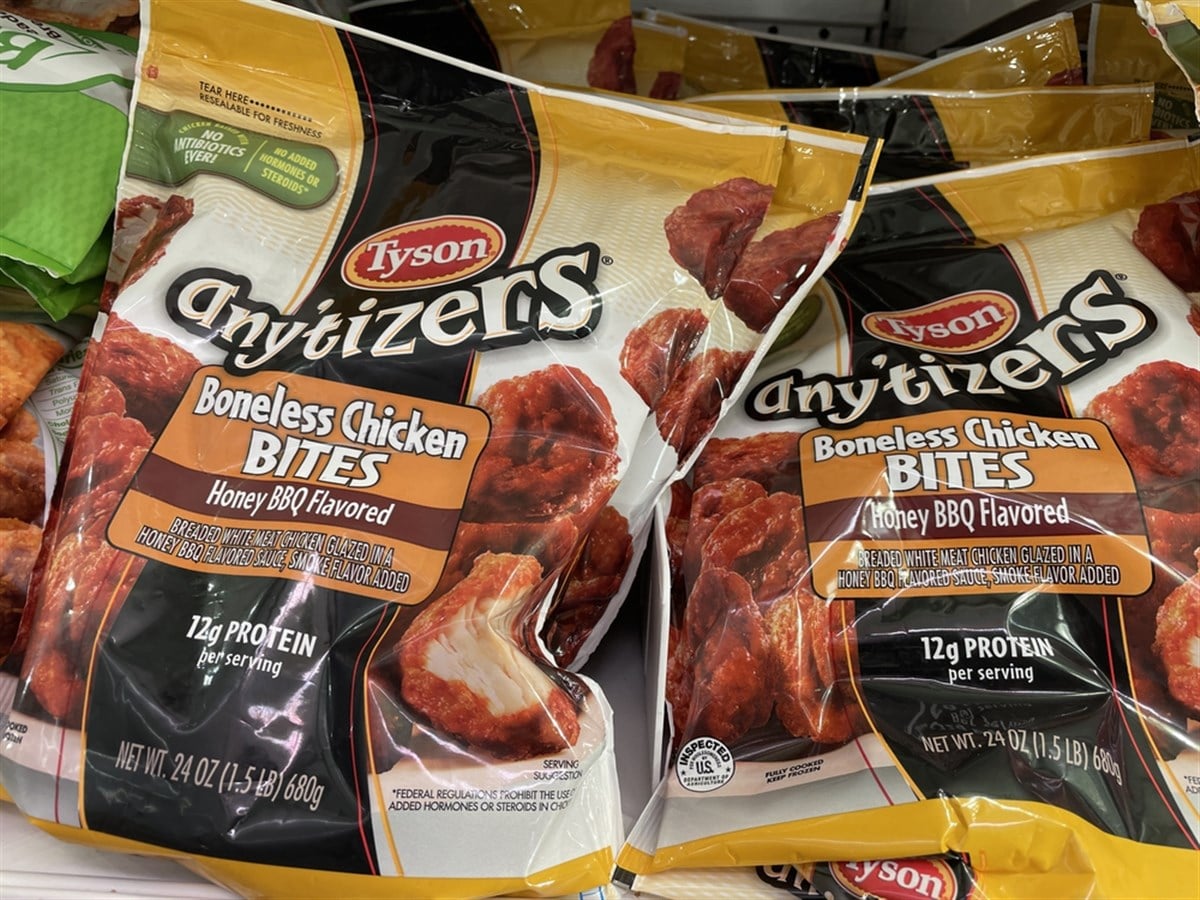 TEAR HERE
RESEALABLE FOR FRESHNESS
NO
ANTIBIOTICS
EVER!
NO ADDED
HORMONES OR
STEROIDS*
Tyson
any'tizers®
Boneless Chicken
BITES
Honey BBQ Flavored
BREADED WHITE MEAT CHICKEN GLAZED IN A
HONEY BBQ FLAVORED SAUCE, SMOKE FLAVOR ADDED
12g PROTEIN
per serving
NET WT. 24 OZ (1.5 LB) 680g
SERVING
SUGGESTION
*FEDERAL REGULATIONS PROHIBIT THE USE
ADDED HORMONES OR STEROIDS IN
Tyson
any'tizers®
Boneless Chicken
BITES
Honey BBQ Flavored
BREADED WHITE MEAT CHICKEN GLAZED IN A
HONEY BBQ FLAVORED SAUCE, SMOKE FLAVOR ADDED
12g PROTEIN
per serving
NET WT. 24 OZ (1.5 LB) 680g
INSPECTED
U.S.
DEPARTMENT OF
AGRICULTURE
FULLY COOKED
KEEP FROZEN
Tyson